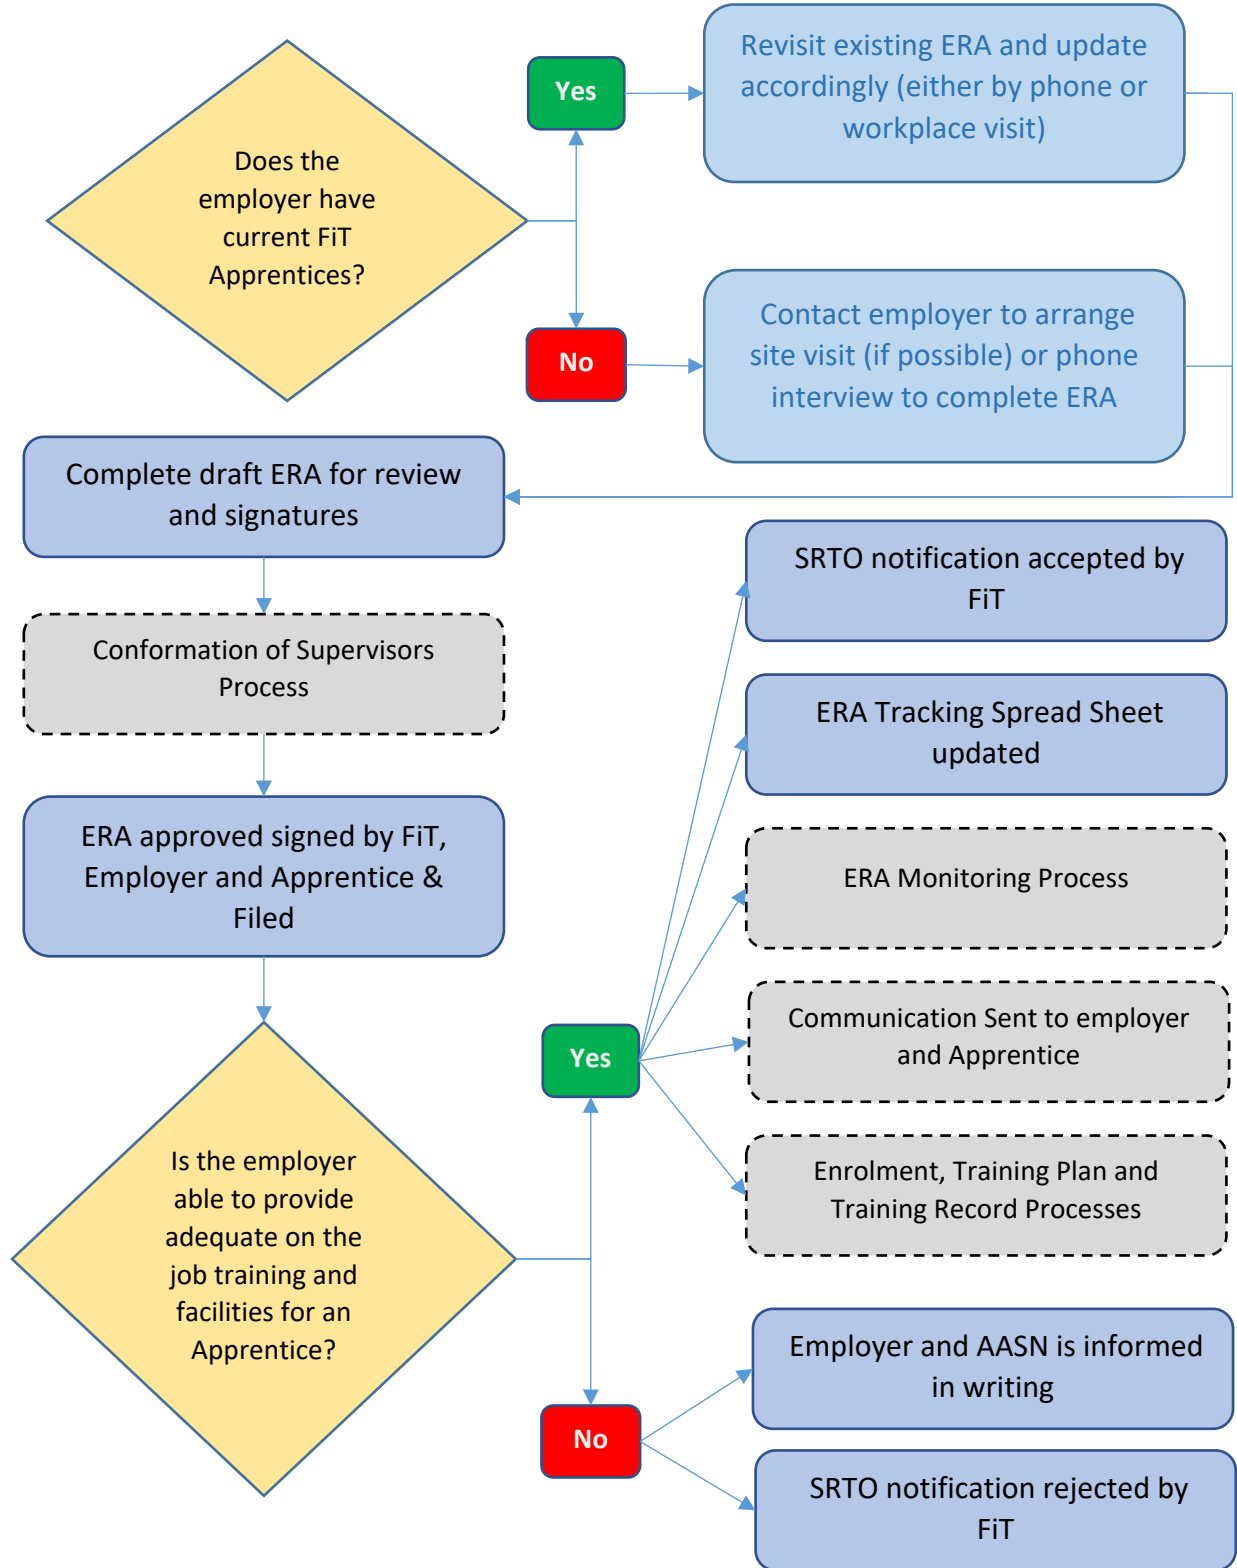 Does the
employer have
current FiT
Apprentices?
Yes
Revisit existing ERA and update
accordingly (either by phone or
workplace visit)
No
Contact employer to arrange
site visit (if possible) or phone
interview to complete ERA
Complete draft ERA for review
and signatures
Conformation of Supervisors
Process
ERA approved signed by FiT,
Employer and Apprentice &
Filed
Is the employer
able to provide
adequate on the
job training and
facilities for an
Apprentice?
Yes
SRTO notification accepted by
FiT
ERA Tracking Spread Sheet
updated
ERA Monitoring Process
Communication Sent to employer
and Apprentice
Enrolment, Training Plan and
Training Record Processes
No
Employer and AASN is informed
in writing
SRTO notification rejected by
FiT